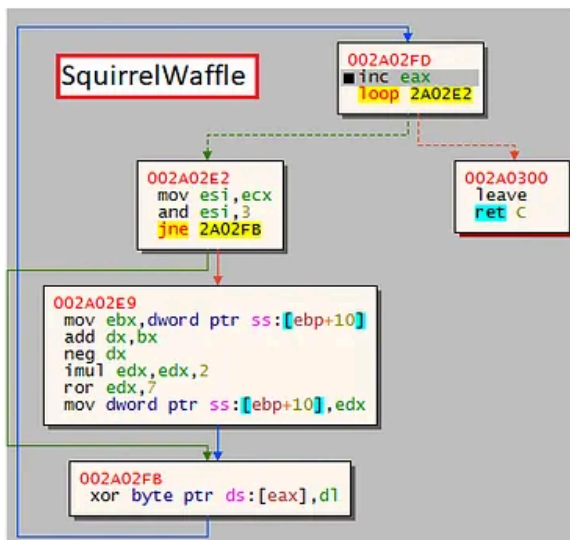 SquirrelWaffle
002A02FD
inc eax
loop 2A02E2
002A02E2
mov esi,ecx
and esi,3
jne 2A02FB
002A0300
leave
ret C
002A02E9
mov ebx,dword ptr ss:[ebp+10]
add dx,bx
neg dx
imul edx,edx,2
ror edx,7
mov dword ptr ss:[ebp+10],edx
002A02FB
xor byte ptr ds:[eax],dl